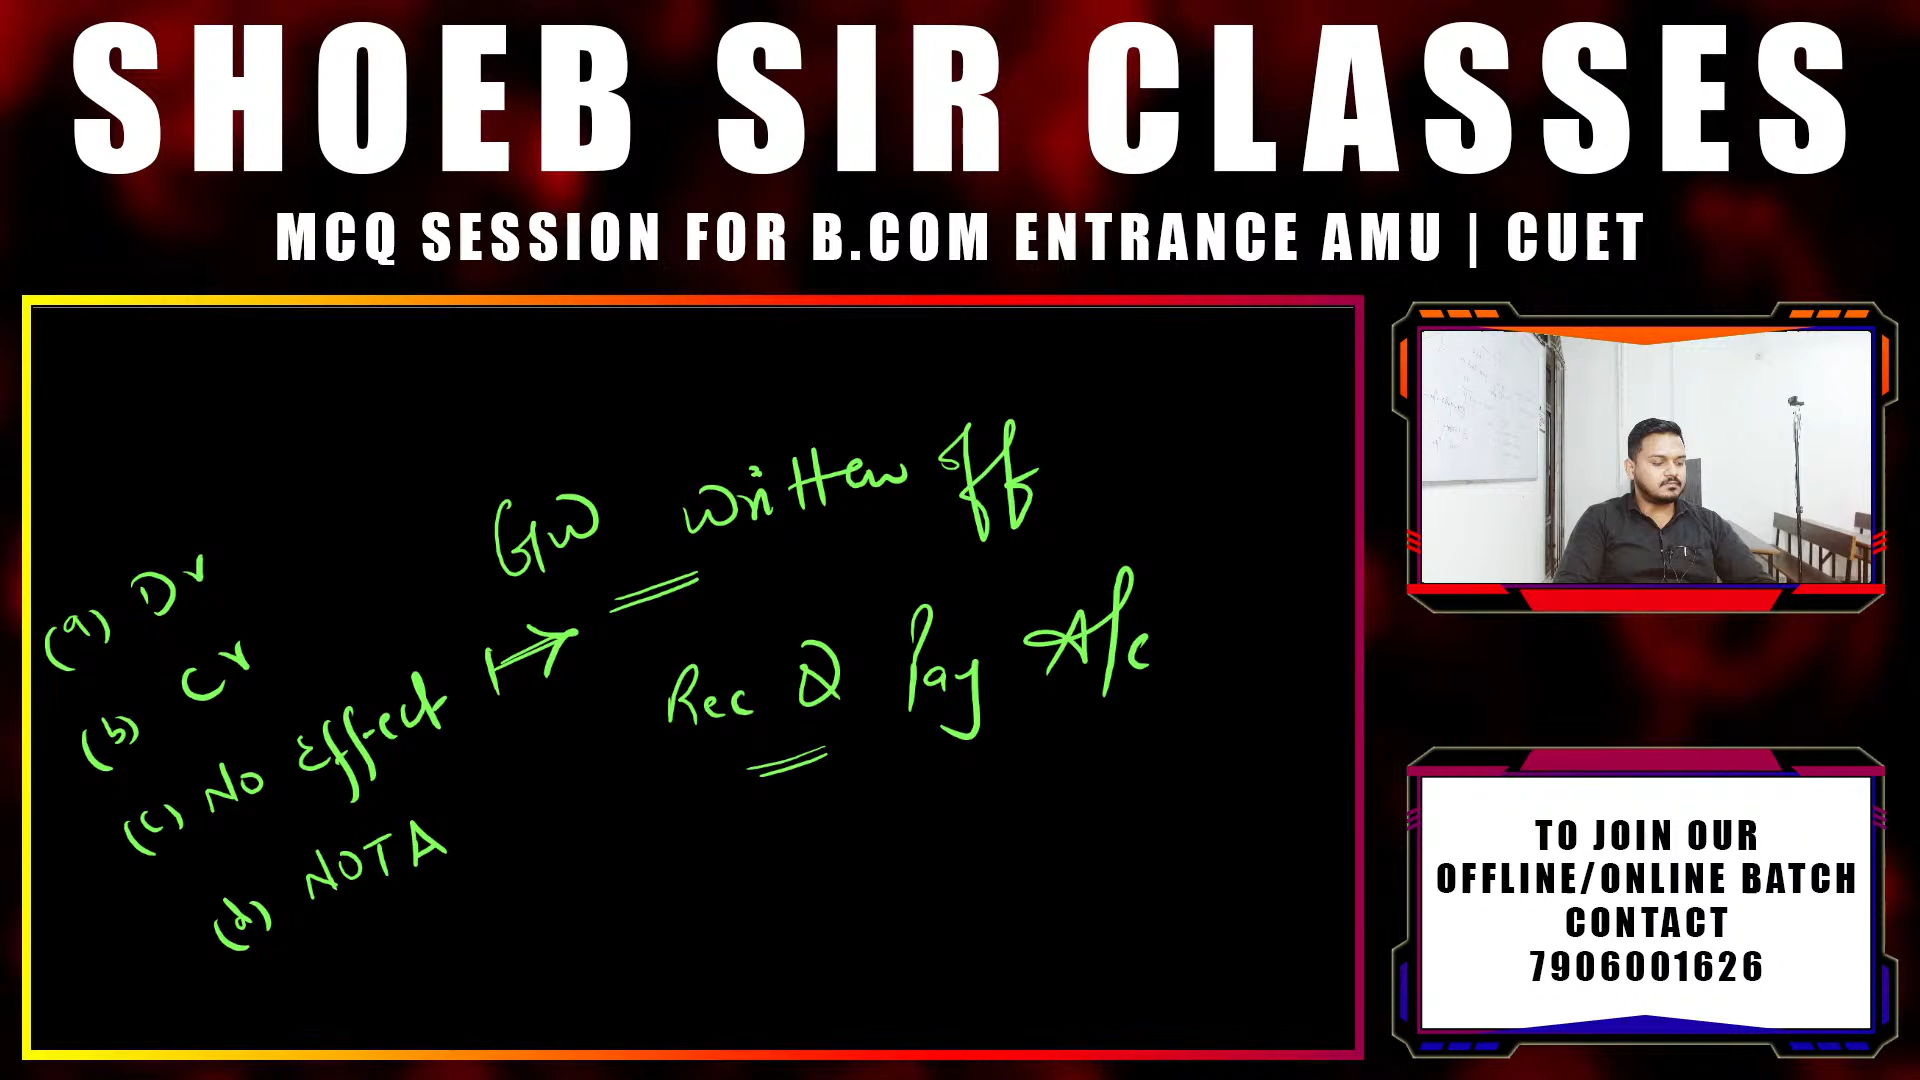 SHOEB SIR CLASSES
MCQ SESSION FOR B.COM ENTRANCE AMU | CUET
GW written off
Rec & Pay A/c
(a) Dr
(b) Cr
(c) No Effect
(d) NOTA
TO JOIN OUR
OFFLINE/ONLINE BATCH
CONTACT
7906001626